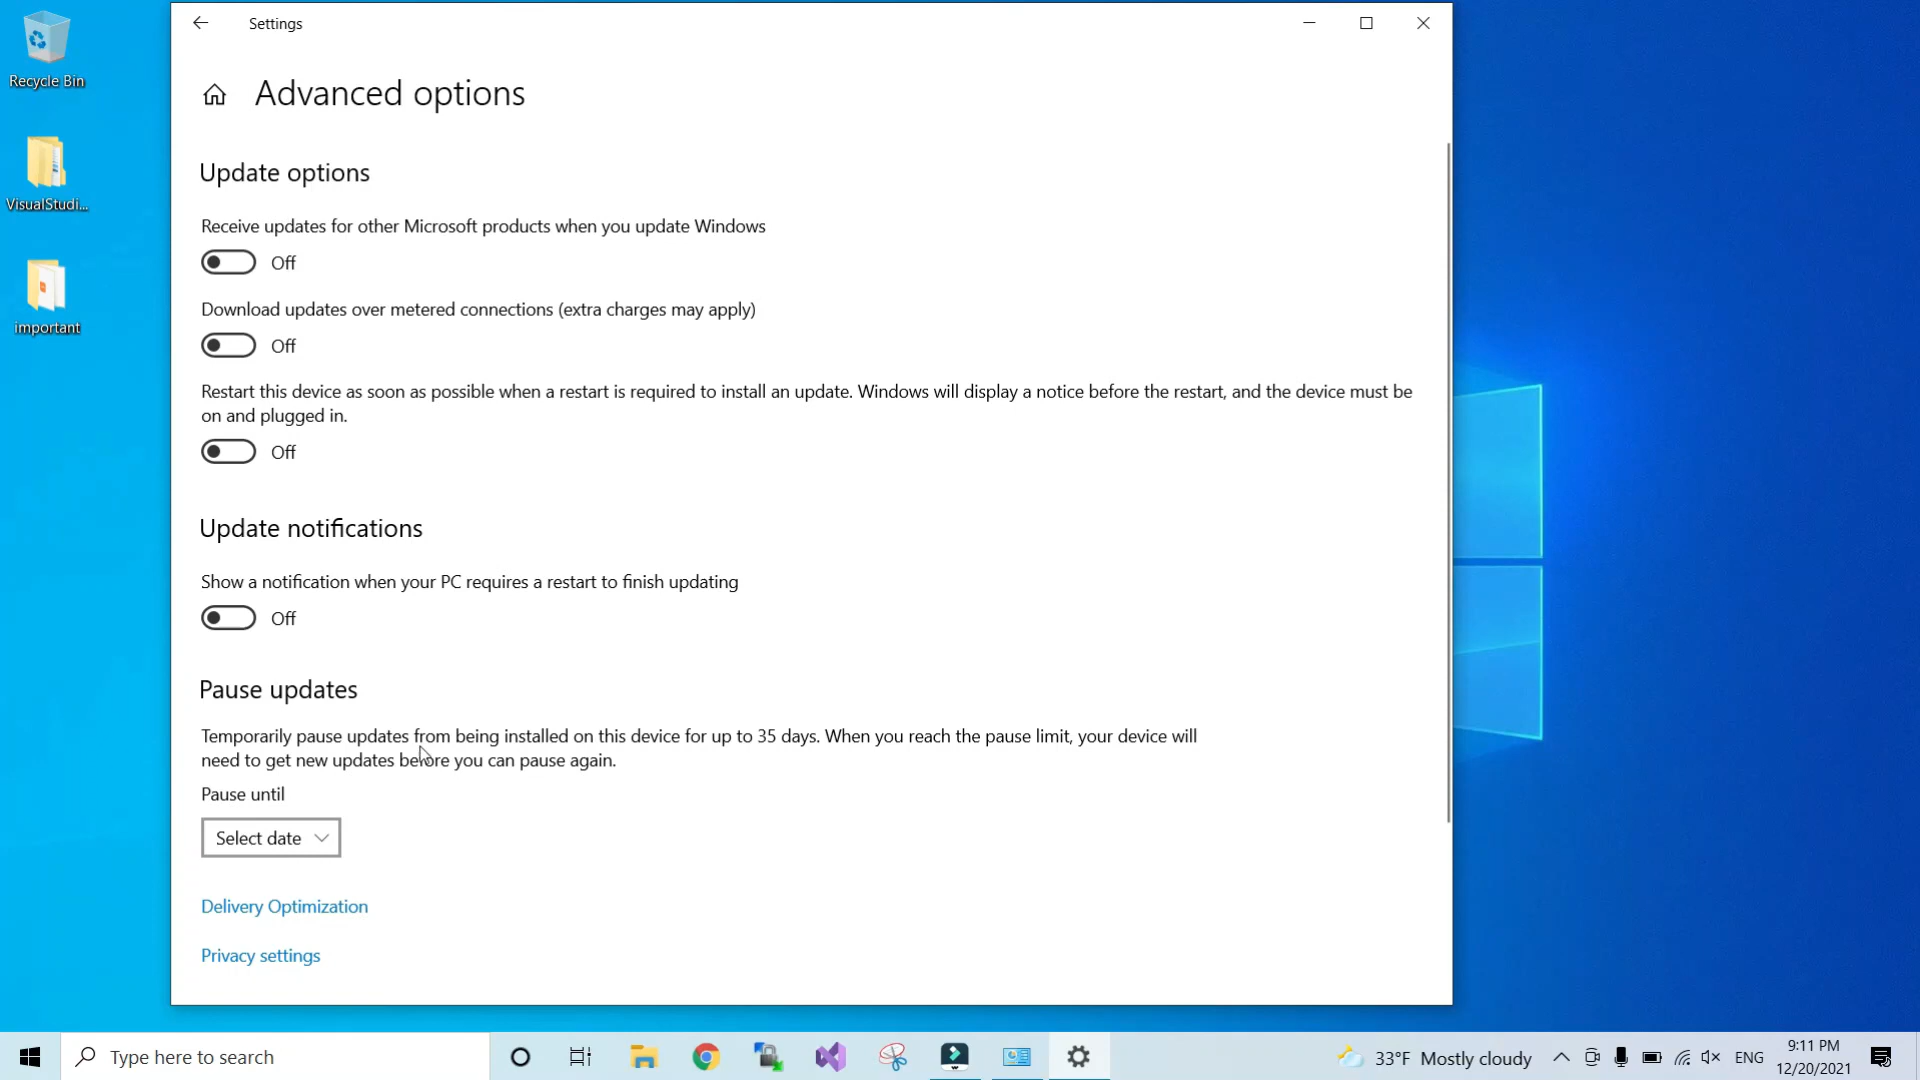 Settings
Recycle Bin
Advanced options
Update options
VisualStudi...
Receive updates for other Microsoft products when you update Windows
Off
Download updates over metered connections (extra charges may apply)
important
Off
Restart this device as soon as possible when a restart is required to install an update. Windows will display a notice before the restart, and the device must be
on and plugged in.
Off
Update notifications
Show a notification when your PC requires a restart to finish updating
Off
Pause updates
Temporarily pause updates from being installed on this device for up to 35 days. When you reach the pause limit, your device will
need to get new updates before you can pause again.
Pause until
Select date
Delivery Optimization
Privacy settings
Type here to search
33°F Mostly cloudy
ENG
9:11 PM
12/20/2021